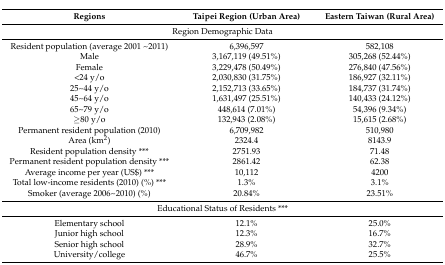 Regions Taipei Region (Urban Area) Eastern Taiwan (Rural Area)
Region Demographic Data
Resident population (average 2001 ~2011) 6,396,597 582,108
Male 3,167,119 (49.51%) 305,268 (52.44%)
Female 3,229,478 (50.49%) 276,840 (47.56%)
<24 y/o 2,030,830 (31.75%) 186,927 (32.11%)
25~44 y/o 2,152,713 (33.65%) 184,737 (31.74%)
45~64 y/o 1,631,497 (25.51%) 140,433 (24.12%)
65~79 y/o 448,614 (7.01%) 54,396 (9.34%)
≥80 y/o 132,943 (2.08%) 15,615 (2.68%)
Permanent resident population (2010) 6,709,982 510,980
Area (km²) 2324.4 8143.9
Resident population density *** 2751.93 71.48
Permanent resident population density *** 2861.42 62.38
Average income per year (US$) *** 10,112 4200
Total low-income residents (2010) (%) *** 1.3% 3.1%
Smoker (average 2006~2010) (%) 20.84% 23.51%
Educational Status of Residents ***
Elementary school 12.1% 25.0%
Junior high school 12.3% 16.7%
Senior high school 28.9% 32.7%
University/college 46.7% 25.5%